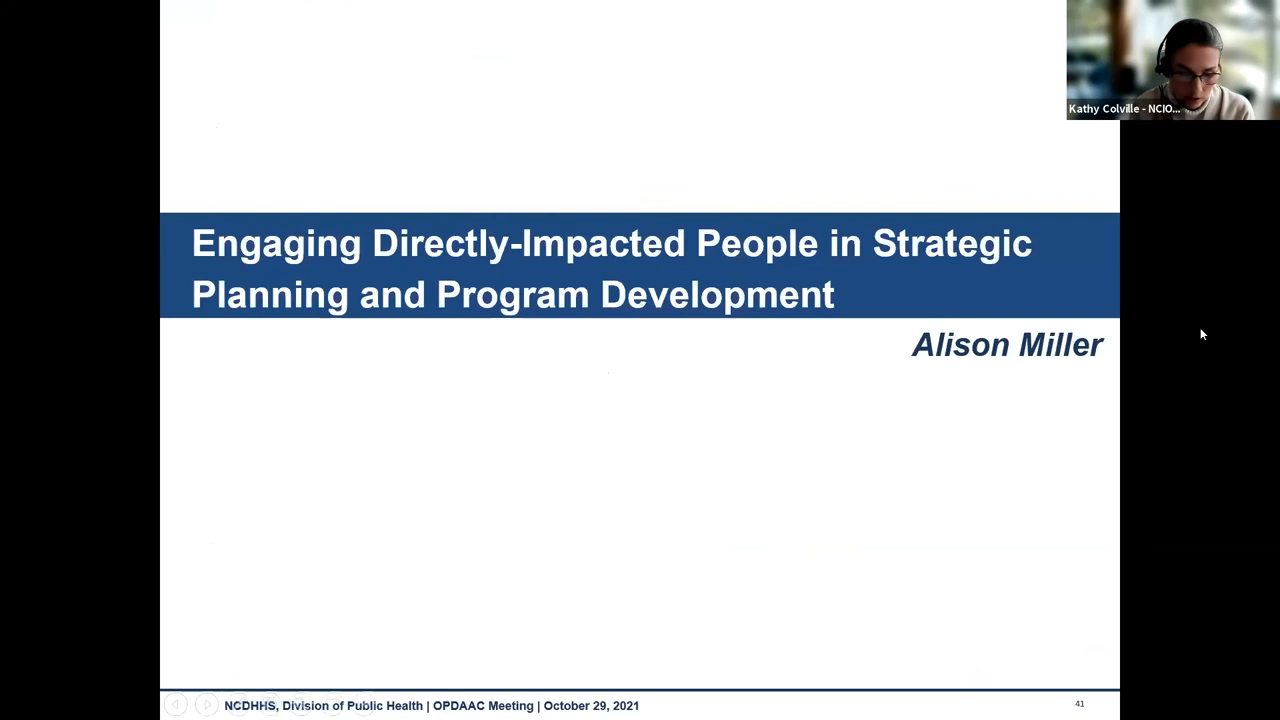 Kathy Colville - NCIO...
Engaging Directly-Impacted People in Strategic
Planning and Program Development
Alison Miller
NCDHHS, Division of Public Health | OPDAAC Meeting | October 29, 2021
41